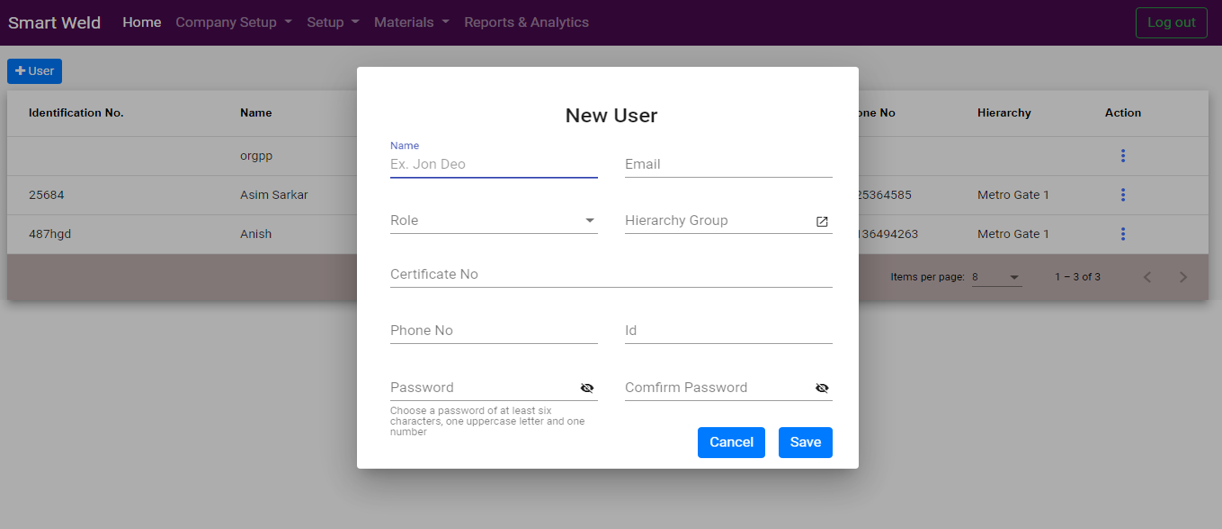 Smart Weld Home Company Setup Setup Materials Reports & Analytics Log out
+ User
Identification No. Name one No Hierarchy Action
orgpp
25684 Asim Sarkar 25364585 Metro Gate 1
487hgd Anish 136494263 Metro Gate 1
Items per page: 8 1 – 3 of 3
New User
Name
Ex. Jon Deo Email
Role Hierarchy Group
Certificate No
Phone No Id
Password Comfirm Password
Choose a password of at least six
characters, one uppercase letter and one
number
Cancel Save